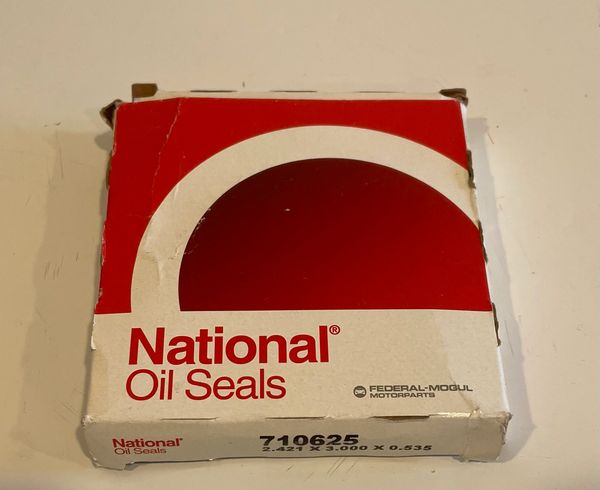 National®
Oil Seals
FEDERAL-MOGUL
MOTORPARTS
National®
Oil Seals
710625
2.421 X 3.000 X 0.535